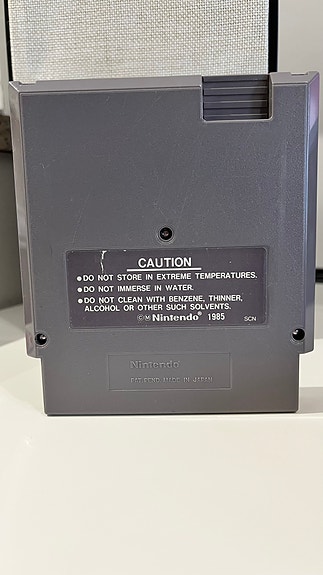 CAUTION
●DO NOT STORE IN EXTREME TEMPERATURES.
●DO NOT IMMERSE IN WATER.
●DO NOT CLEAN WITH BENZENE, THINNER,
ALCOHOL OR OTHER SUCH SOLVENTS.
©Ⓜ Nintendo® 1985 SCN
Nintendo®
PAT. PEND. MADE IN JAPAN